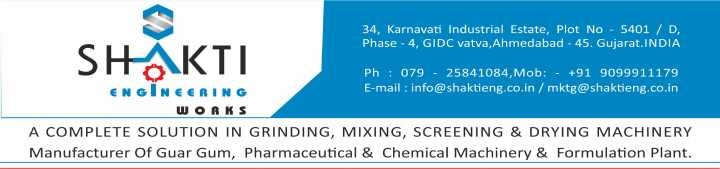 SHAKTI
ENGINEERING
WORKS
34, Karnavati Industrial Estate, Plot No - 5401 / D,
Phase - 4, GIDC vatva,Ahmedabad - 45. Gujarat.INDIA
Ph : 079 - 25841084,Mob: - +91 9099911179
E-mail : info@shaktieng.co.in / mktg@shaktieng.co.in
A COMPLETE SOLUTION IN GRINDING, MIXING, SCREENING & DRYING MACHINERY
Manufacturer Of Guar Gum, Pharmaceutical & Chemical Machinery & Formulation Plant.